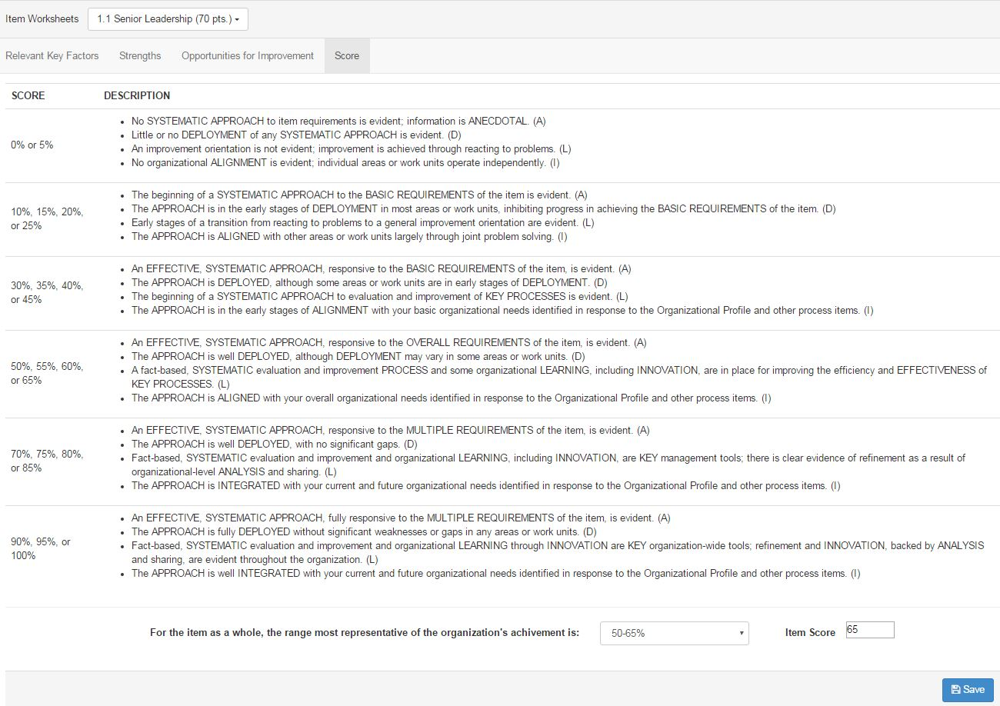 Item Worksheets 1.1 Senior Leadership (70 pts.)
Relevant Key Factors Strengths Opportunities for Improvement Score
SCORE DESCRIPTION
0% or 5%
• No SYSTEMATIC APPROACH to item requirements is evident; information is ANECDOTAL. (A)
• Little or no DEPLOYMENT of any SYSTEMATIC APPROACH is evident. (D)
• An improvement orientation is not evident; improvement is achieved through reacting to problems. (L)
• No organizational ALIGNMENT is evident; individual areas or work units operate independently. (I)
10%, 15%, 20%,
or 25%
• The beginning of a SYSTEMATIC APPROACH to the BASIC REQUIREMENTS of the item is evident. (A)
• The APPROACH is in the early stages of DEPLOYMENT in most areas or work units, inhibiting progress in achieving the BASIC REQUIREMENTS of the item. (D)
• Early stages of a transition from reacting to problems to a general improvement orientation are evident. (L)
• The APPROACH is ALIGNED with other areas or work units largely through joint problem solving. (I)
30%, 35%, 40%,
or 45%
• An EFFECTIVE, SYSTEMATIC APPROACH, responsive to the BASIC REQUIREMENTS of the item, is evident. (A)
• The APPROACH is DEPLOYED, although some areas or work units are in early stages of DEPLOYMENT. (D)
• The beginning of a SYSTEMATIC APPROACH to evaluation and improvement of KEY PROCESSES is evident. (L)
• The APPROACH is in the early stages of ALIGNMENT with your basic organizational needs identified in response to the Organizational Profile and other process items. (I)
50%, 55%, 60%,
or 65%
• An EFFECTIVE, SYSTEMATIC APPROACH, responsive to the OVERALL REQUIREMENTS of the item, is evident. (A)
• The APPROACH is well DEPLOYED, although DEPLOYMENT may vary in some areas or work units. (D)
• A fact-based, SYSTEMATIC evaluation and improvement PROCESS and some organizational LEARNING, including INNOVATION, are in place for improving the efficiency and EFFECTIVENESS of
KEY PROCESSES. (L)
• The APPROACH is ALIGNED with your overall organizational needs identified in response to the Organizational Profile and other process items. (I)
70%, 75%, 80%,
or 85%
• An EFFECTIVE, SYSTEMATIC APPROACH, responsive to the MULTIPLE REQUIREMENTS of the item, is evident. (A)
• The APPROACH is well DEPLOYED, with no significant gaps. (D)
• Fact-based, SYSTEMATIC evaluation and improvement and organizational LEARNING, including INNOVATION, are KEY management tools; there is clear evidence of refinement as a result of
organizational-level ANALYSIS and sharing. (L)
• The APPROACH is INTEGRATED with your current and future organizational needs identified in response to the Organizational Profile and other process items. (I)
90%, 95%, or
100%
• An EFFECTIVE, SYSTEMATIC APPROACH, fully responsive to the MULTIPLE REQUIREMENTS of the item, is evident. (A)
• The APPROACH is fully DEPLOYED without significant weaknesses or gaps in any areas or work units. (D)
• Fact-based, SYSTEMATIC evaluation and improvement and organizational LEARNING through INNOVATION are KEY organization-wide tools; refinement and INNOVATION, backed by ANALYSIS
and sharing, are evident throughout the organization. (L)
• The APPROACH is well INTEGRATED with your current and future organizational needs identified in response to the Organizational Profile and other process items. (I)
For the item as a whole, the range most representative of the organization's achivement is: 50-65% Item Score 65
Save